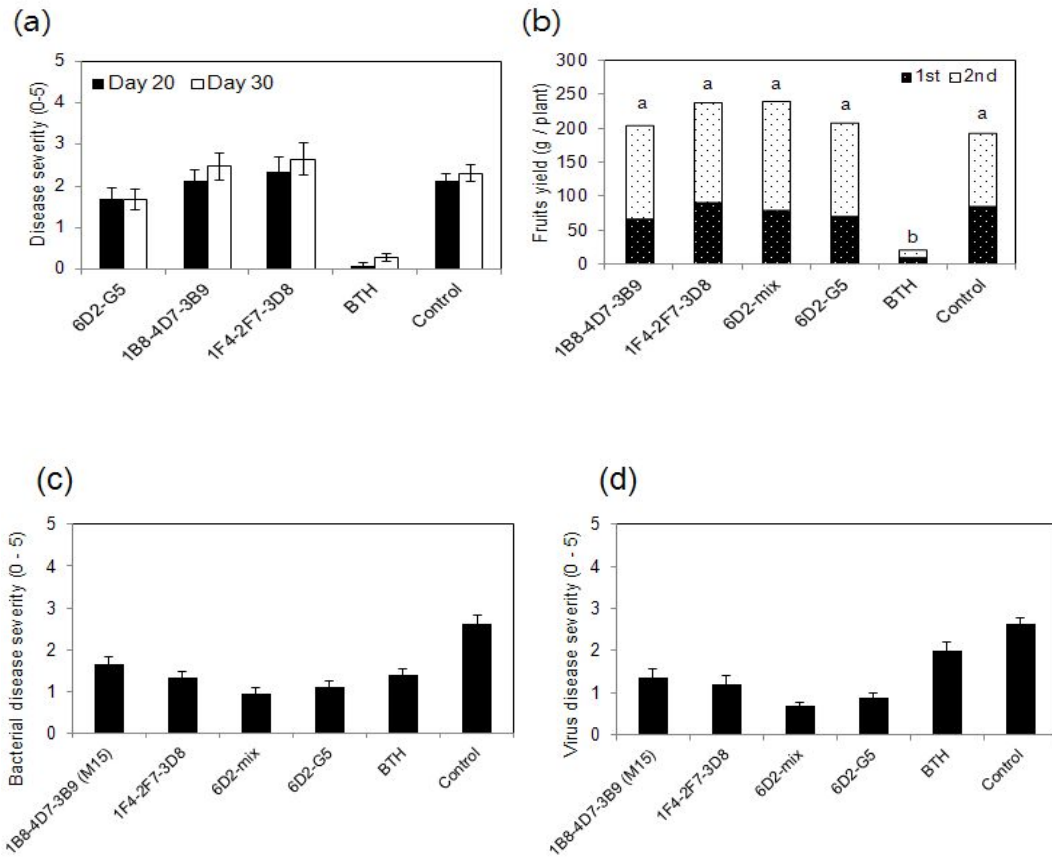 (a)
Disease severity (0-5)
5
4
3
2
1
0
Day 20
Day 30
6D2-G5
1B8-4D7-3B9
1F4-2F7-3D8
BTH
Control
(b)
Fruits yield (g / plant)
300
250
200
150
100
50
0
1st
2nd
a
a
a
a
b
a
1B8-4D7-3B9
1F4-2F7-3D8
6D2-mix
6D2-G5
BTH
Control
(c)
Bacterial disease severity (0 - 5)
5
4
3
2
1
0
1B8-4D7-3B9 (M15)
1F4-2F7-3D8
6D2-mix
6D2-G5
BTH
Control
(d)
Virus disease severity (0 - 5)
5
4
3
2
1
0
1B8-4D7-3B9 (M15)
1F4-2F7-3D8
6D2-mix
6D2-G5
BTH
Control